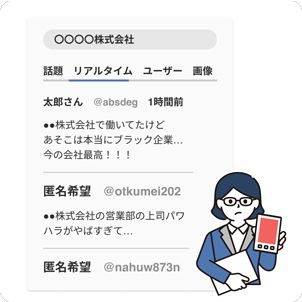 〇〇〇〇株式会社
話題 リアルタイム ユーザー 画像
太郎さん @absdeg 1時間前
●●株式会社で働いてたけど
あそこは本当にブラック企業…
今の会社最高！！！
匿名希望 @otkumei202
●●株式会社の営業部の上司パワ
ハラがやばすぎて…
匿名希望 @nahuw873n